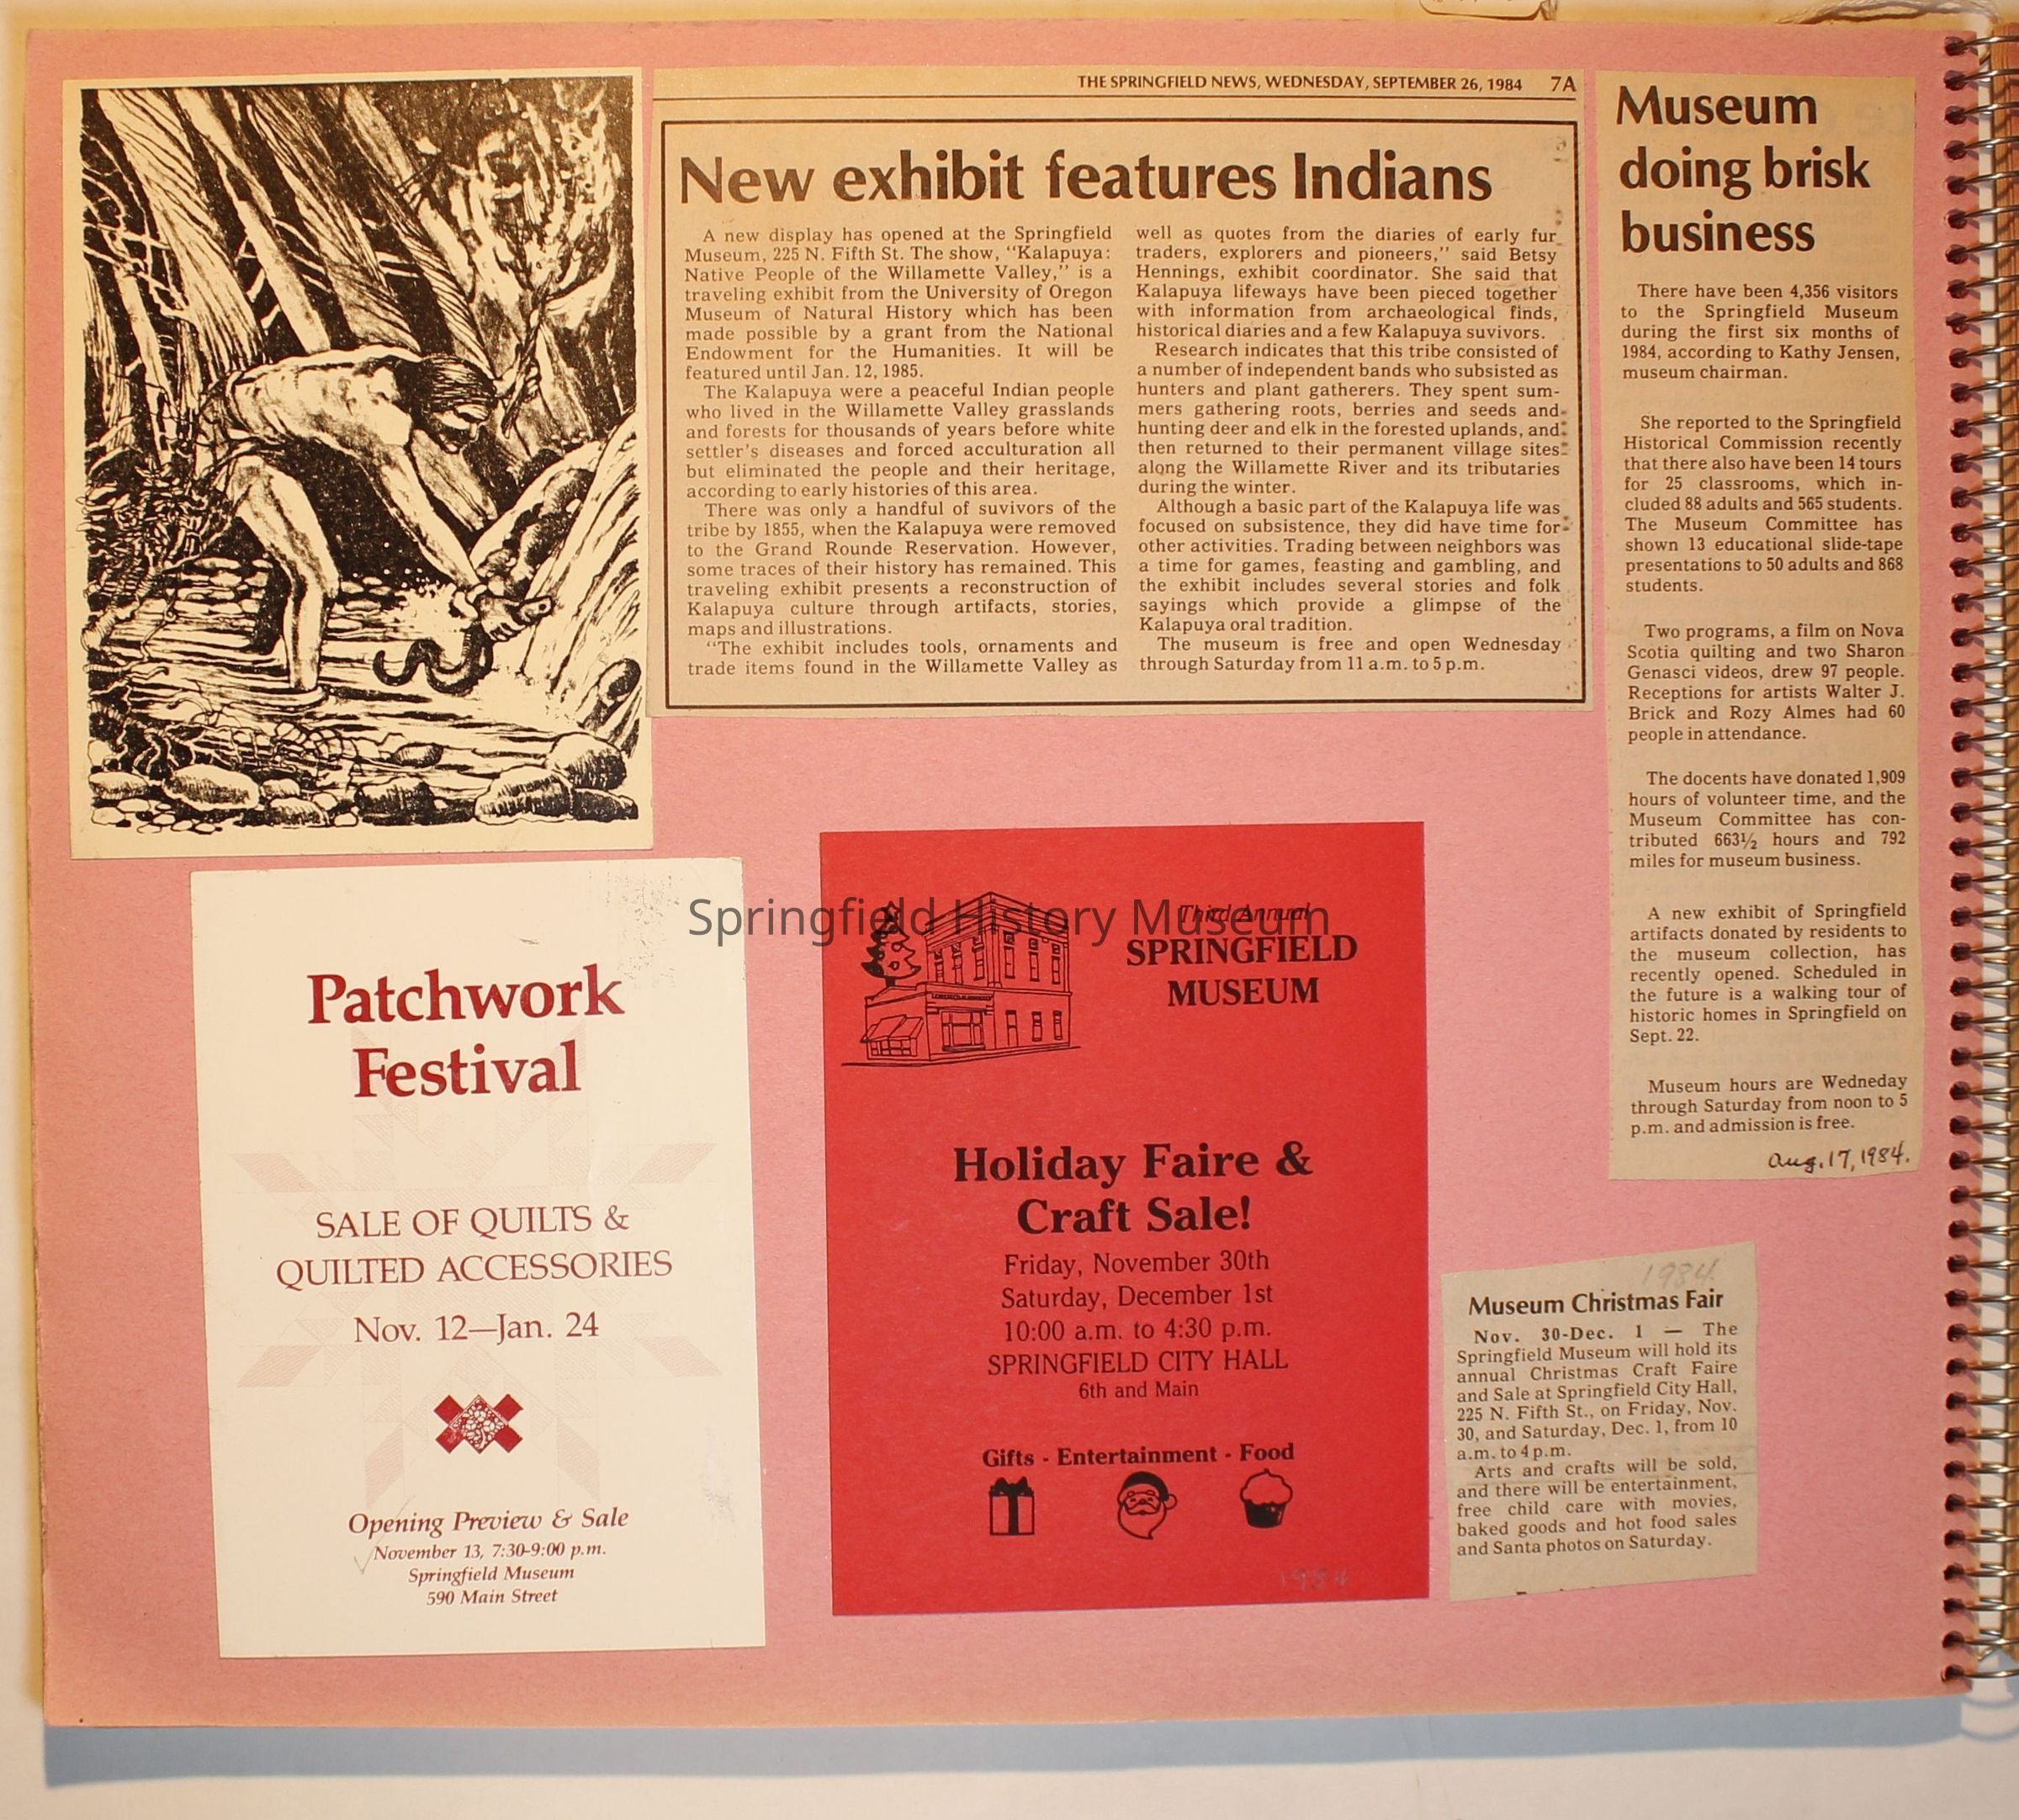 THE SPRINGFIELD NEWS, WEDNESDAY, SEPTEMBER 26, 1984 7A
New exhibit features Indians
A new display has opened at the Springfield
Museum, 225 N. Fifth St. The show, "Kalapuya:
Native People of the Willamette Valley," is a
traveling exhibit from the University of Oregon
Museum of Natural History which has been
made possible by a grant from the National
Endowment for the Humanities. It will be
featured until Jan. 12, 1985.
The Kalapuya were a peaceful Indian people
who lived in the Willamette Valley grasslands
and forests for thousands of years before white
settler's diseases and forced acculturation all
but eliminated the people and their heritage,
according to early histories of this area.
There was only a handful of suvivors of the
tribe by 1855, when the Kalapuya were removed
to the Grand Rounde Reservation. However,
some traces of their history has remained. This
traveling exhibit presents a reconstruction of
Kalapuya culture through artifacts, stories,
maps and illustrations.
"The exhibit includes tools, ornaments and
trade items found in the Willamette Valley as
well as quotes from the diaries of early fur
traders, explorers and pioneers," said Betsy
Hennings, exhibit coordinator. She said that
Kalapuya lifeways have been pieced together
with information from archaeological finds,
historical diaries and a few Kalapuya suvivors.
Research indicates that this tribe consisted of
a number of independent bands who subsisted as
hunters and plant gatherers. They spent sum-
mers gathering roots, berries and seeds and
hunting deer and elk in the forested uplands, and
then returned to their permanent village sites
along the Willamette River and its tributaries
during the winter.
Although a basic part of the Kalapuya life was
focused on subsistence, they did have time for
other activities. Trading between neighbors was
a time for games, feasting and gambling, and
the exhibit includes several stories and folk
sayings which provide a glimpse of the
Kalapuya oral tradition.
The museum is free and open Wednesday
through Saturday from 11 a.m. to 5 p.m.
Museum
doing brisk
business
There have been 4,356 visitors
to the Springfield Museum
during the first six months of
1984, according to Kathy Jensen,
museum chairman.
She reported to the Springfield
Historical Commission recently
that there also have been 14 tours
for 25 classrooms, which in-
cluded 88 adults and 565 students.
The Museum Committee has
shown 13 educational slide-tape
presentations to 50 adults and 868
students.
Two programs, a film on Nova
Scotia quilting and two Sharon
Genasci videos, drew 97 people.
Receptions for artists Walter J.
Brick and Rozy Almes had 60
people in attendance.
The docents have donated 1,909
hours of volunteer time, and the
Museum Committee has con-
tributed 663½ hours and 792
miles for museum business.
A new exhibit of Springfield
artifacts donated by residents to
the museum collection, has
recently opened. Scheduled in
the future is a walking tour of
historic homes in Springfield on
Sept. 22.
Museum hours are Wedneday
through Saturday from noon to 5
p.m. and admission is free.
Aug. 17, 1984.
Springfield History Museum
Patchwork
Festival
SALE OF QUILTS &
QUILTED ACCESSORIES
Nov. 12—Jan. 24
Opening Preview & Sale
November 13, 7:30-9:00 p.m.
Springfield Museum
590 Main Street
Third Annual
SPRINGFIELD
MUSEUM
Holiday Faire &
Craft Sale!
Friday, November 30th
Saturday, December 1st
10:00 a.m. to 4:30 p.m.
SPRINGFIELD CITY HALL
6th and Main
Gifts - Entertainment - Food
1984
1984
Museum Christmas Fair
Nov. 30-Dec. 1 — The
Springfield Museum will hold its
annual Christmas Craft Faire
and Sale at Springfield City Hall,
225 N. Fifth St., on Friday, Nov.
30, and Saturday, Dec. 1, from 10
a.m. to 4 p.m.
Arts and crafts will be sold,
and there will be entertainment,
free child care with movies,
baked goods and hot food sales
and Santa photos on Saturday.